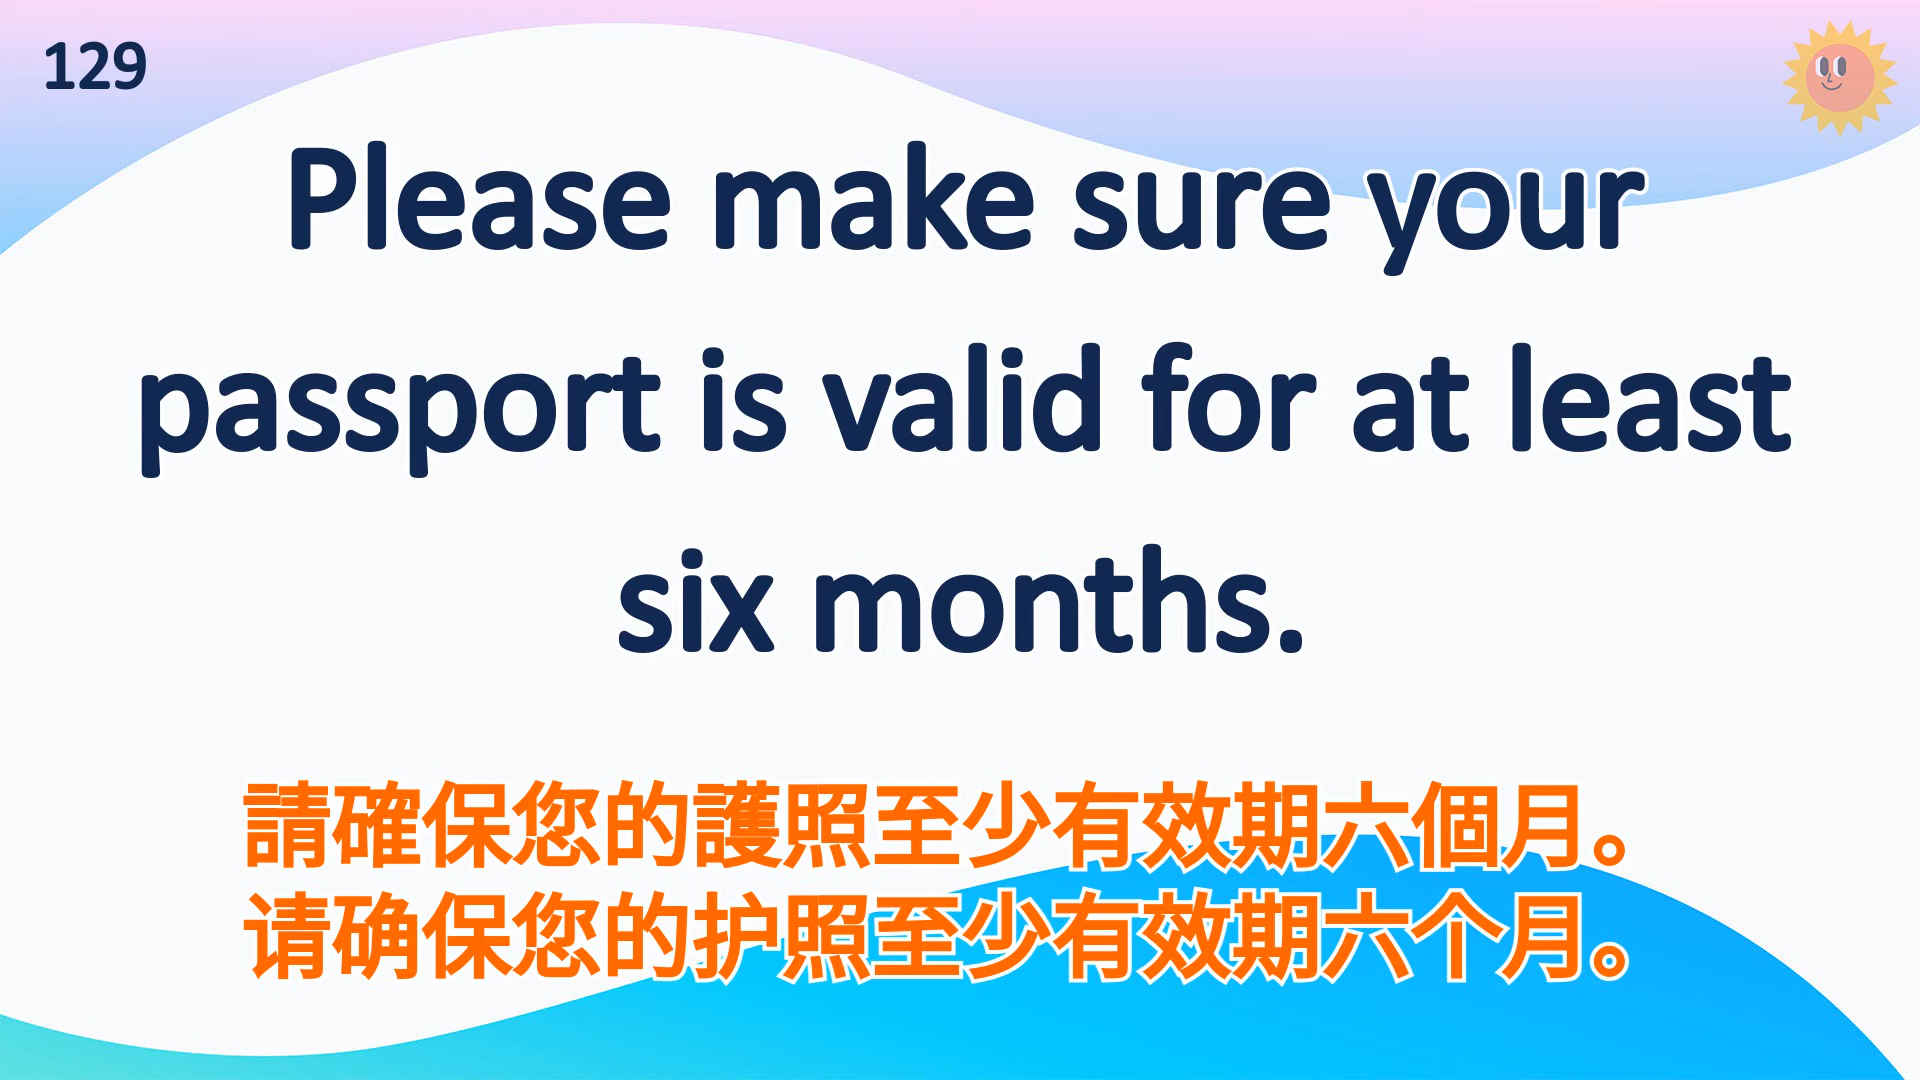 129
Please make sure your
passport is valid for at least
six months.
請確保您的護照至少有效期六個月。
请确保您的护照至少有效期六个月。